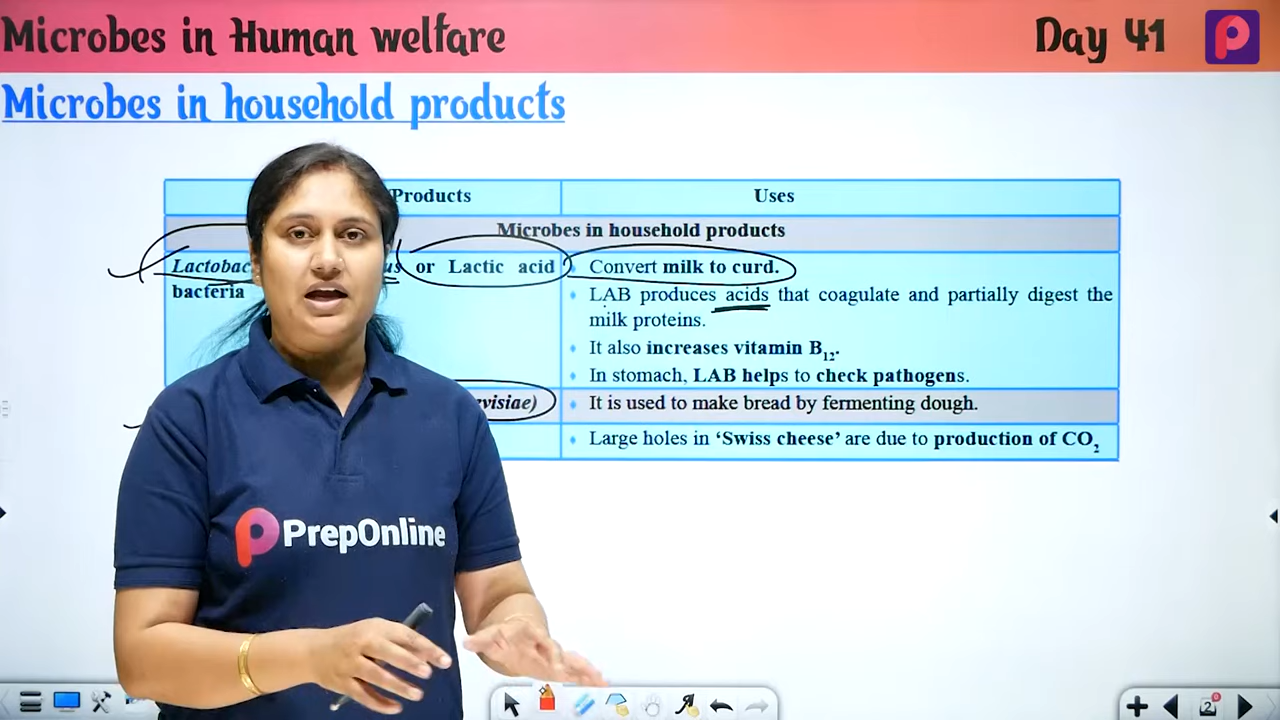 Microbes in Human welfare
Day 41
Microbes in household products
Products
Uses
Microbes in household products
Lactobac
us or Lactic acid
bacteria
Convert milk to curd.
LAB produces acids that coagulate and partially digest the
milk proteins.
It also increases vitamin B12.
In stomach, LAB helps to check pathogens.
visiae)
It is used to make bread by fermenting dough.
Large holes in ‘Swiss cheese’ are due to production of CO2
PrepOnline
2